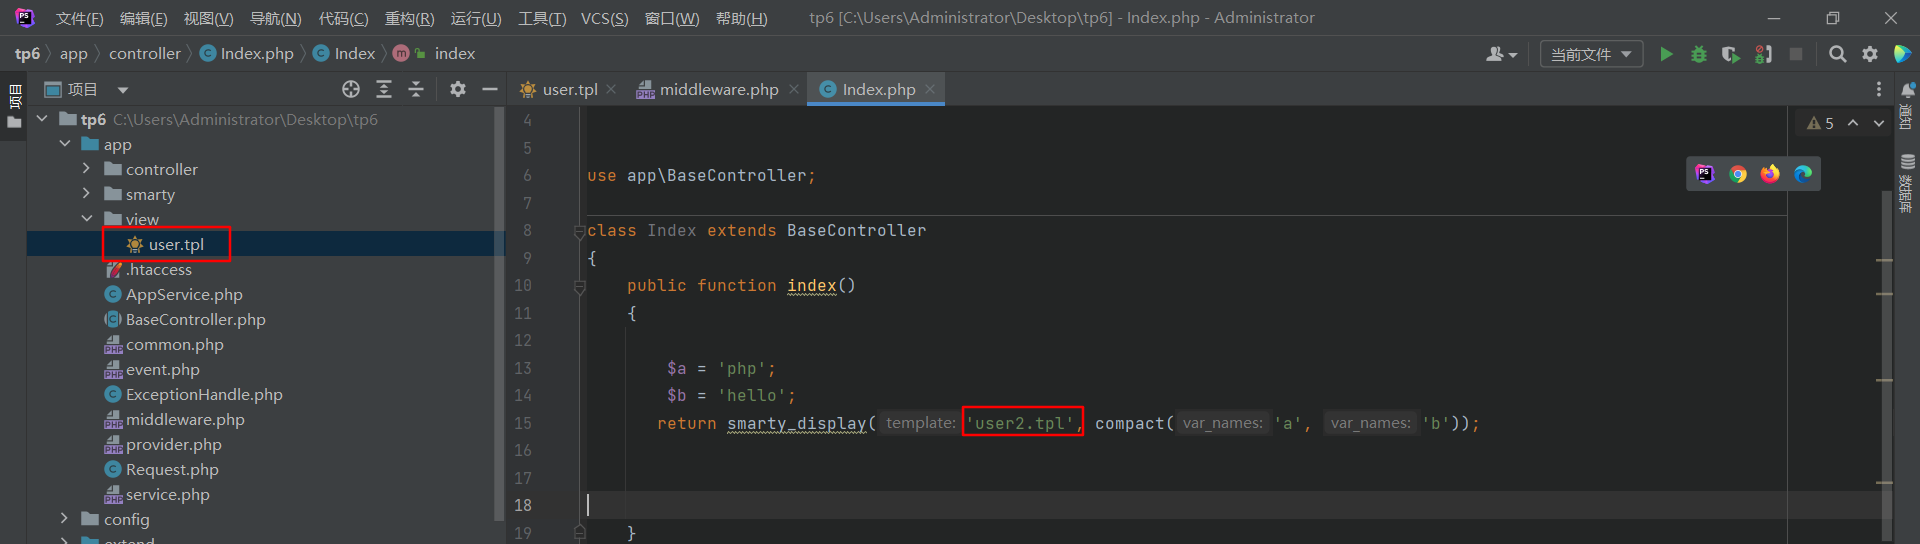 文件(F) 编辑(E) 视图(V) 导航(N) 代码(C) 重构(R) 运行(U) 工具(T) VCS(S) 窗口(W) 帮助(H) tp6 [C:\Users\Administrator\Desktop\tp6] - Index.php - Administrator
tp6 app controller Index.php Index index 当前文件
项目 项目 user.tpl middleware.php Index.php
tp6 C:\Users\Administrator\Desktop\tp6
app
controller
smarty
view
user.tpl
.htaccess
AppService.php
BaseController.php
common.php
event.php
ExceptionHandle.php
middleware.php
provider.php
Request.php
service.php
config
extend
4
5
6 use app\BaseController;
7
8 class Index extends BaseController
9 {
10 public function index()
11 {
12
13 $a = 'php';
14 $b = 'hello';
15 return smarty_display( template: 'user2.tpl', compact( var_names: 'a', var_names: 'b'));
16
17
18
19 }
5
通知
数据库